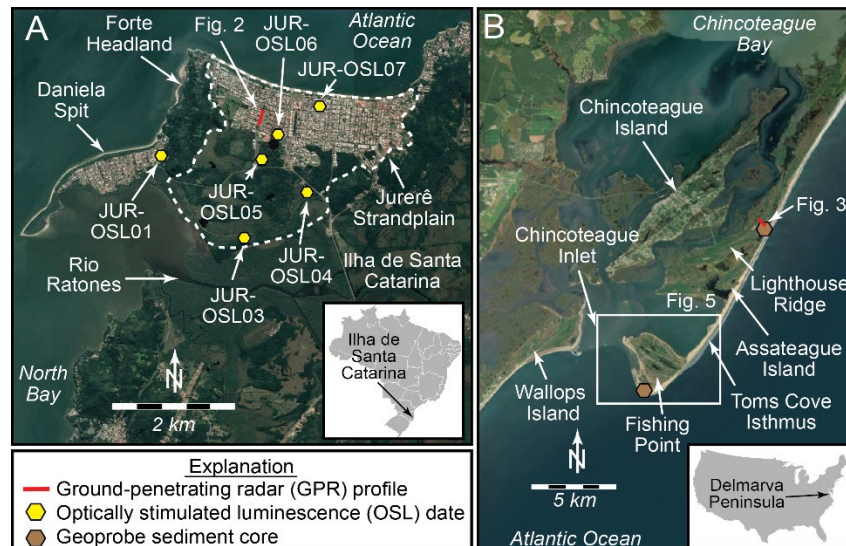 A
Forte
Headland
Fig. 2
JUR-
OSL06
Atlantic
Ocean
JUR-OSL07
Daniela
Spit
JUR-
OSL01
JUR-
OSL05
JUR-
OSL04
Jurerê
Strandplain
Rio
Ratones
JUR-
OSL03
Ilha de Santa
Catarina
North
Bay
N
2 km
Ilha de
Santa
Catarina
Explanation
Ground-penetrating radar (GPR) profile
Optically stimulated luminescence (OSL) date
Geoprobe sediment core
B
Chincoteague
Bay
Chincoteague
Island
Fig. 3
Chincoteague
Inlet
Lighthouse
Ridge
Fig. 5
Assateague
Island
Wallops
Island
Fishing
Point
Toms Cove
Isthmus
N
5 km
Delmarva
Peninsula
Atlantic Ocean